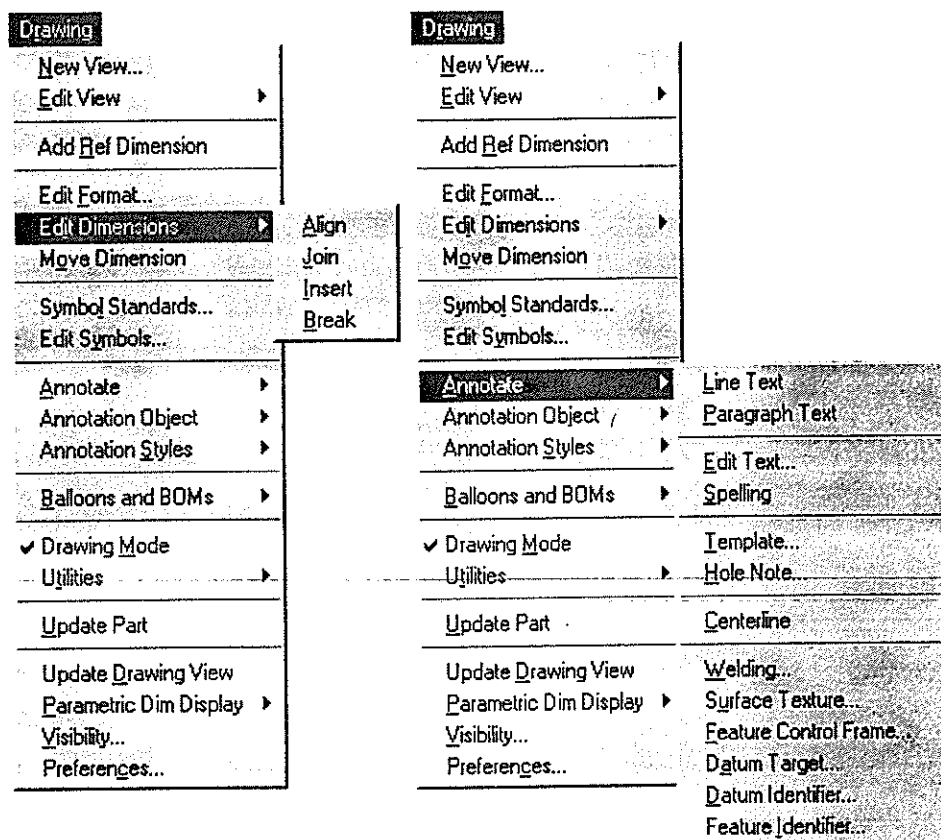 Drawing
New View...
Edit View
Add Ref Dimension
Edit Format...
Edit Dimensions
Move Dimension
Symbol Standards...
Edit Symbols...
Annotate
Annotation Object
Annotation Styles
Balloons and BOMs
Drawing Mode
Utilities
Update Part
Update Drawing View
Parametric Dim Display
Visibility...
Preferences...
Align
Join
Insert
Break
Drawing
New View...
Edit View
Add Ref Dimension
Edit Format...
Edit Dimensions
Move Dimension
Symbol Standards...
Edit Symbols...
Annotate
Annotation Object
Annotation Styles
Balloons and BOMs
Drawing Mode
Utilities
Update Part
Update Drawing View
Parametric Dim Display
Visibility...
Preferences...
Line Text
Paragraph Text
Edit Text...
Spelling
Template...
Hole Note...
Centerline
Welding...
Surface Texture...
Feature Control Frame...
Datum Target...
Datum Identifier...
Feature Identifier...